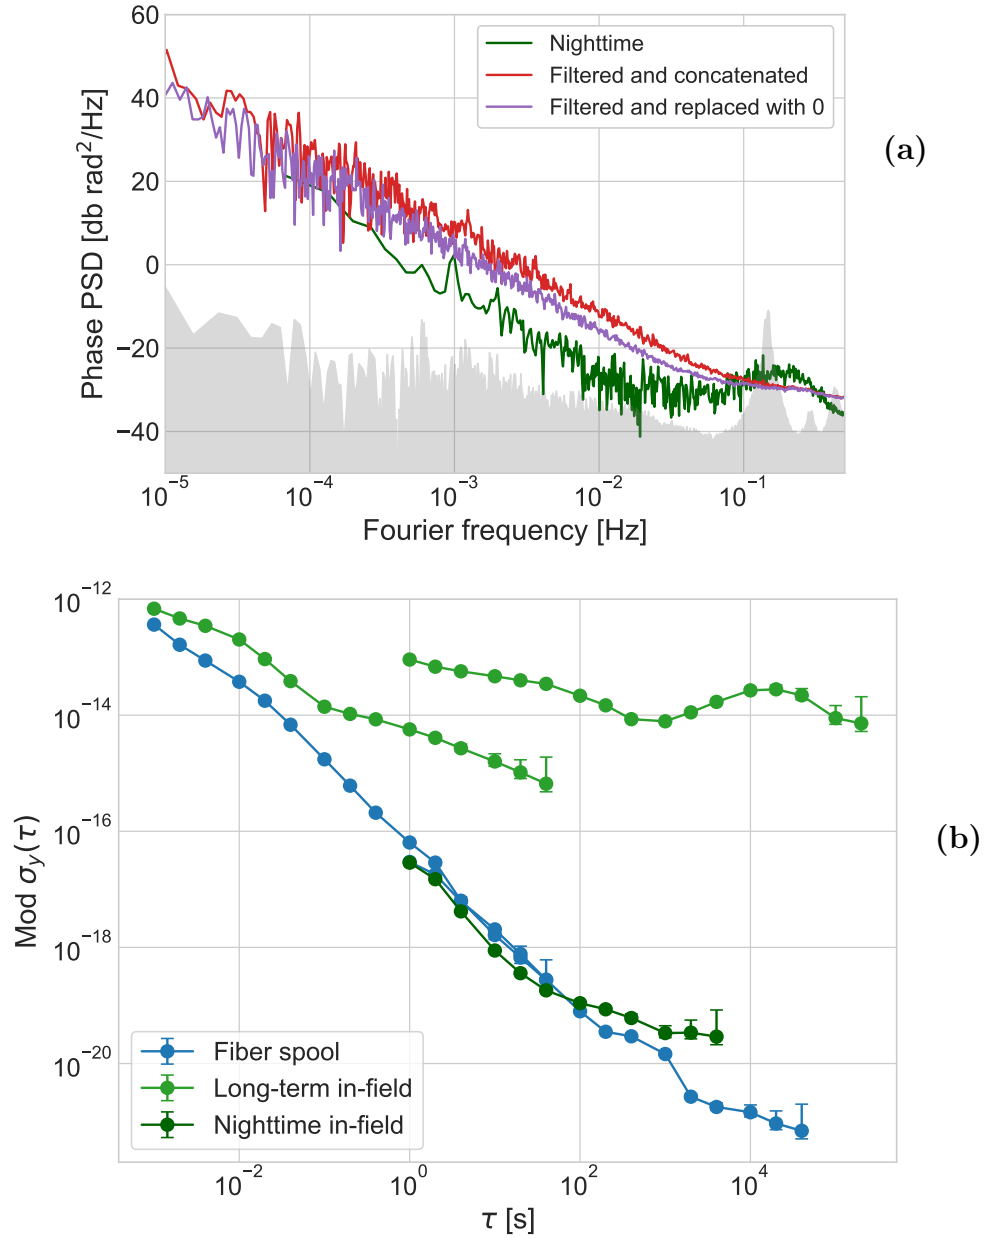 60
40
20
0
−20
−40
Phase PSD [db rad²/Hz]
Nighttime
Filtered and concatenated
Filtered and replaced with 0
(a)
10⁻⁵ 10⁻⁴ 10⁻³ 10⁻² 10⁻¹
Fourier frequency [Hz]
10⁻¹²
10⁻¹⁴
10⁻¹⁶
10⁻¹⁸
10⁻²⁰
Mod σ_y(τ)
(b)
Fiber spool
Long-term in-field
Nighttime in-field
10⁻² 10⁰ 10² 10⁴
τ [s]